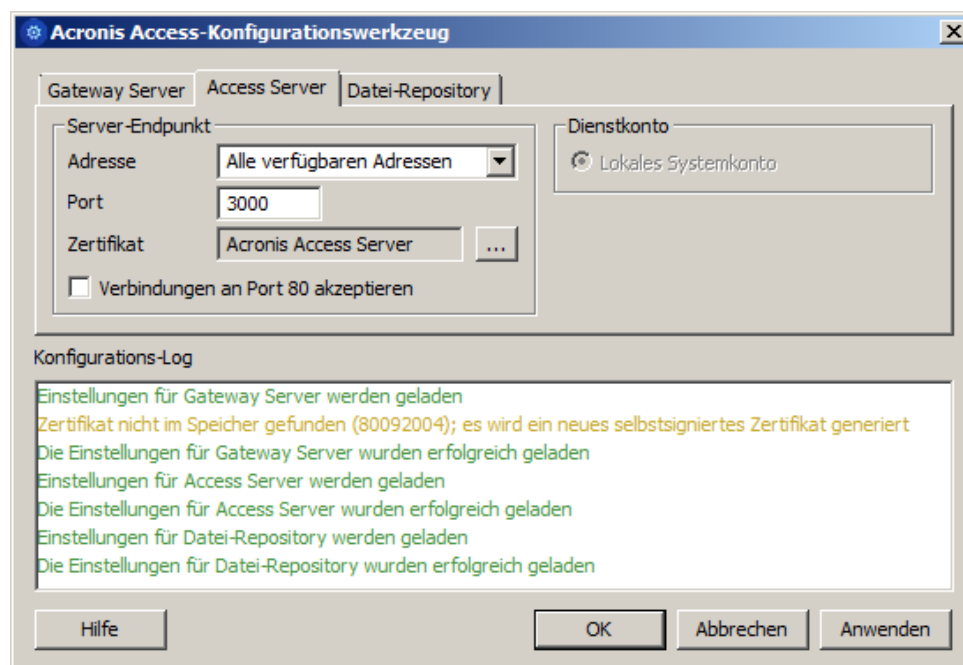 Acronis Access-Konfigurationswerkzeug
Gateway Server
Access Server
Datei-Repository
Server-Endpunkt
Adresse
Alle verfügbaren Adressen
Port
3000
Zertifikat
Acronis Access Server
...
Verbindungen an Port 80 akzeptieren
Dienstkonto
Lokales Systemkonto
Konfigurations-Log
Einstellungen für Gateway Server werden geladen
Zertifikat nicht im Speicher gefunden (80092004); es wird ein neues selbstsigniertes Zertifikat generiert
Die Einstellungen für Gateway Server wurden erfolgreich geladen
Einstellungen für Access Server werden geladen
Die Einstellungen für Access Server wurden erfolgreich geladen
Einstellungen für Datei-Repository werden geladen
Die Einstellungen für Datei-Repository wurden erfolgreich geladen
Hilfe
OK
Abbrechen
Anwenden